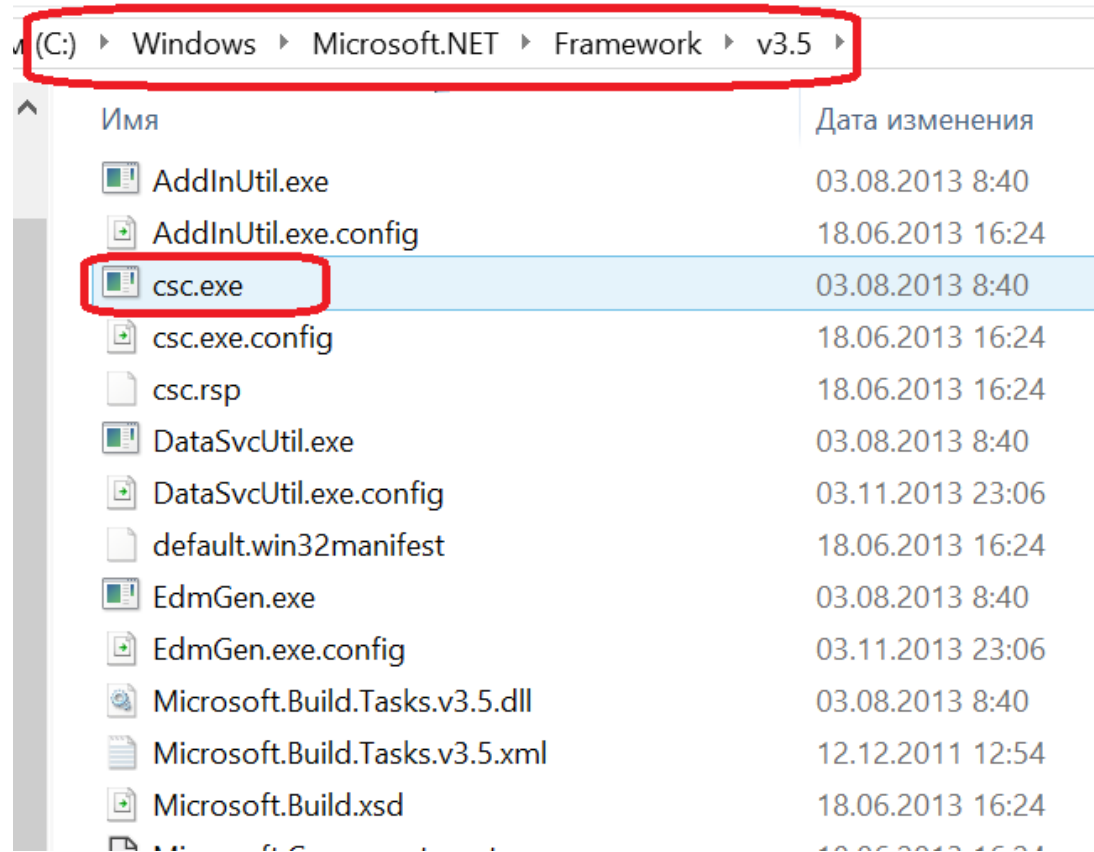 (C:) Windows Microsoft.NET Framework v3.5
Имя Дата изменения
AddInUtil.exe 03.08.2013 8:40
AddInUtil.exe.config 18.06.2013 16:24
csc.exe 03.08.2013 8:40
csc.exe.config 18.06.2013 16:24
csc.rsp 18.06.2013 16:24
DataSvcUtil.exe 03.08.2013 8:40
DataSvcUtil.exe.config 03.11.2013 23:06
default.win32manifest 18.06.2013 16:24
EdmGen.exe 03.08.2013 8:40
EdmGen.exe.config 03.11.2013 23:06
Microsoft.Build.Tasks.v3.5.dll 03.08.2013 8:40
Microsoft.Build.Tasks.v3.5.xml 12.12.2011 12:54
Microsoft.Build.xsd 18.06.2013 16:24